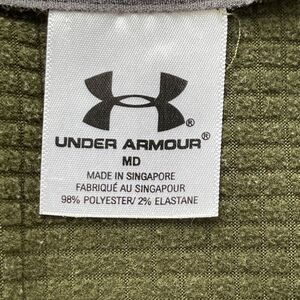 ®
UNDER ARMOUR®
MD
MADE IN SINGAPORE
FABRIQUÉ AU SINGAPOUR
98% POLYESTER/ 2% ELASTANE